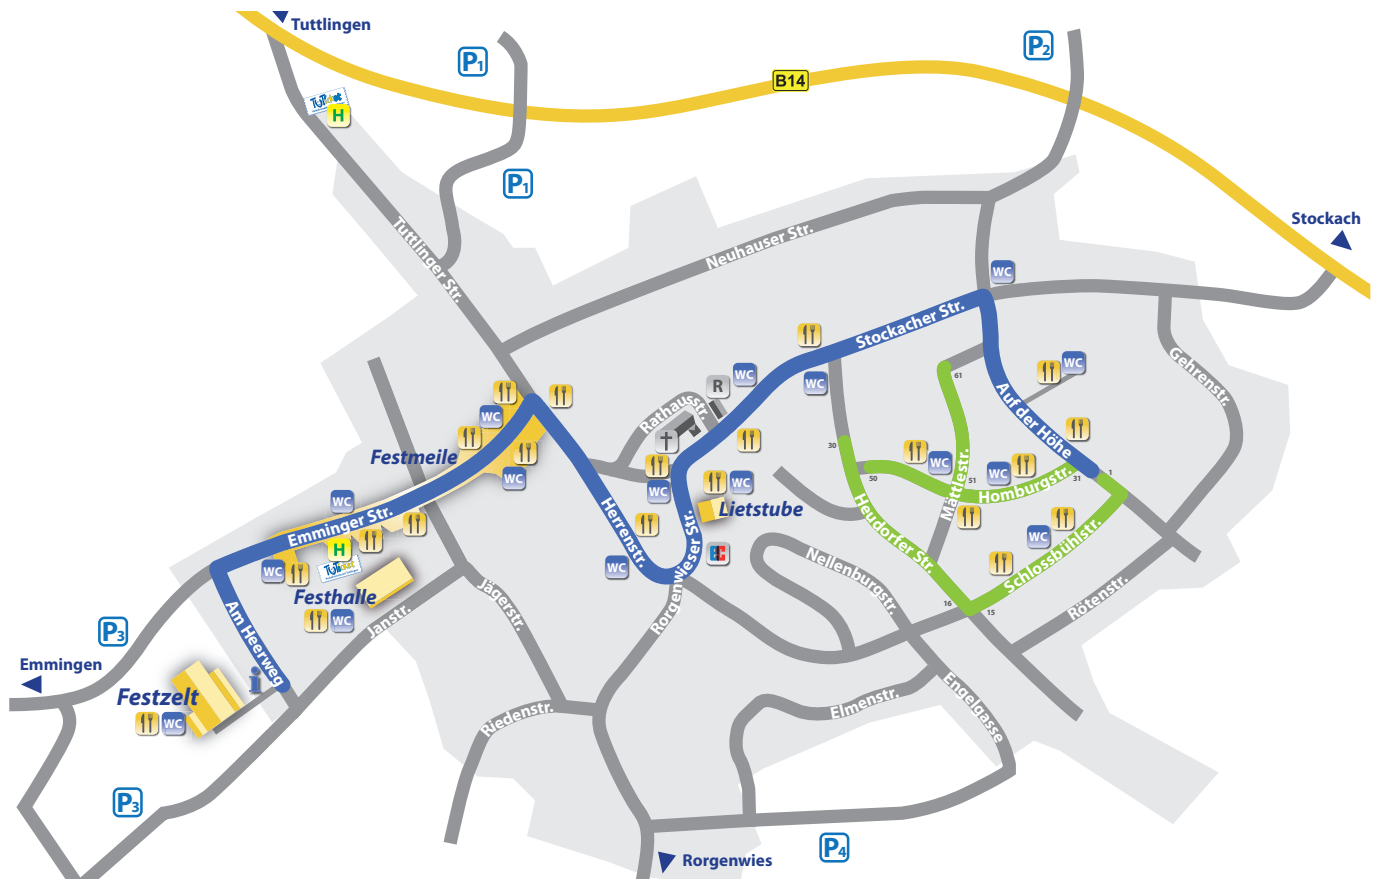 Tuttlingen
P1
P2
B14
TUTicket
H
P1
Stockach
Tuttlinger Str.
Neuhauser Str.
WC
Stockacher Str.
Gehrenstr.
WC
R
WC
WC
61
Auf der Höhe
Rathausstr.
WC
Festmeile
30
WC
WC
50
51
Homburgstr.
31
1
Mättlestr.
WC
WC
WC
Lietstube
WC
Emminger Str.
Herrenstr.
Rorgenwieser Str.
Heudorfer Str.
WC
Schlossbühlstr.
H
TUTicket
WC
WC
Nellenburgstr.
Festhalle
WC
Jägerstr.
Janstr.
16
15
Rötenstr.
Am Heerweg
P3
Emmingen
i
Festzelt
WC
Riedenstr.
Elmenstr.
Engelgasse
P3
P4
Rorgenwies